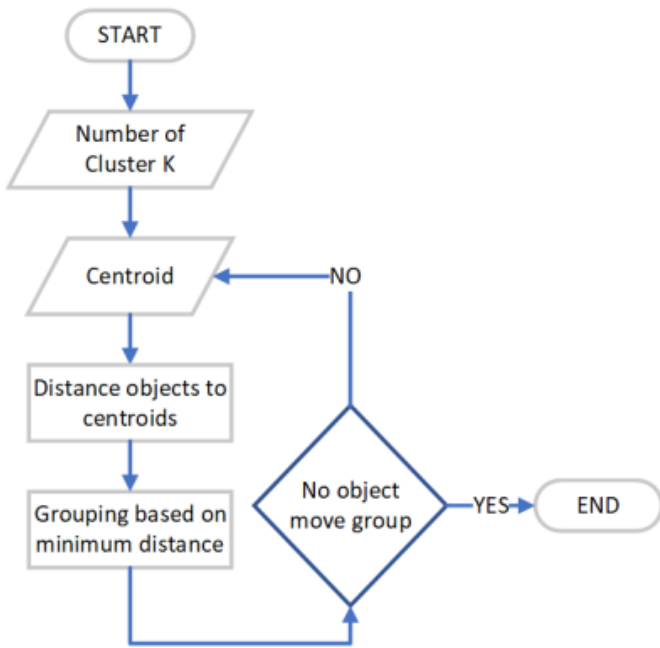 START
Number of
Cluster K
Centroid
NO
Distance objects to
centroids
No object
move group
YES
END
Grouping based on
minimum distance